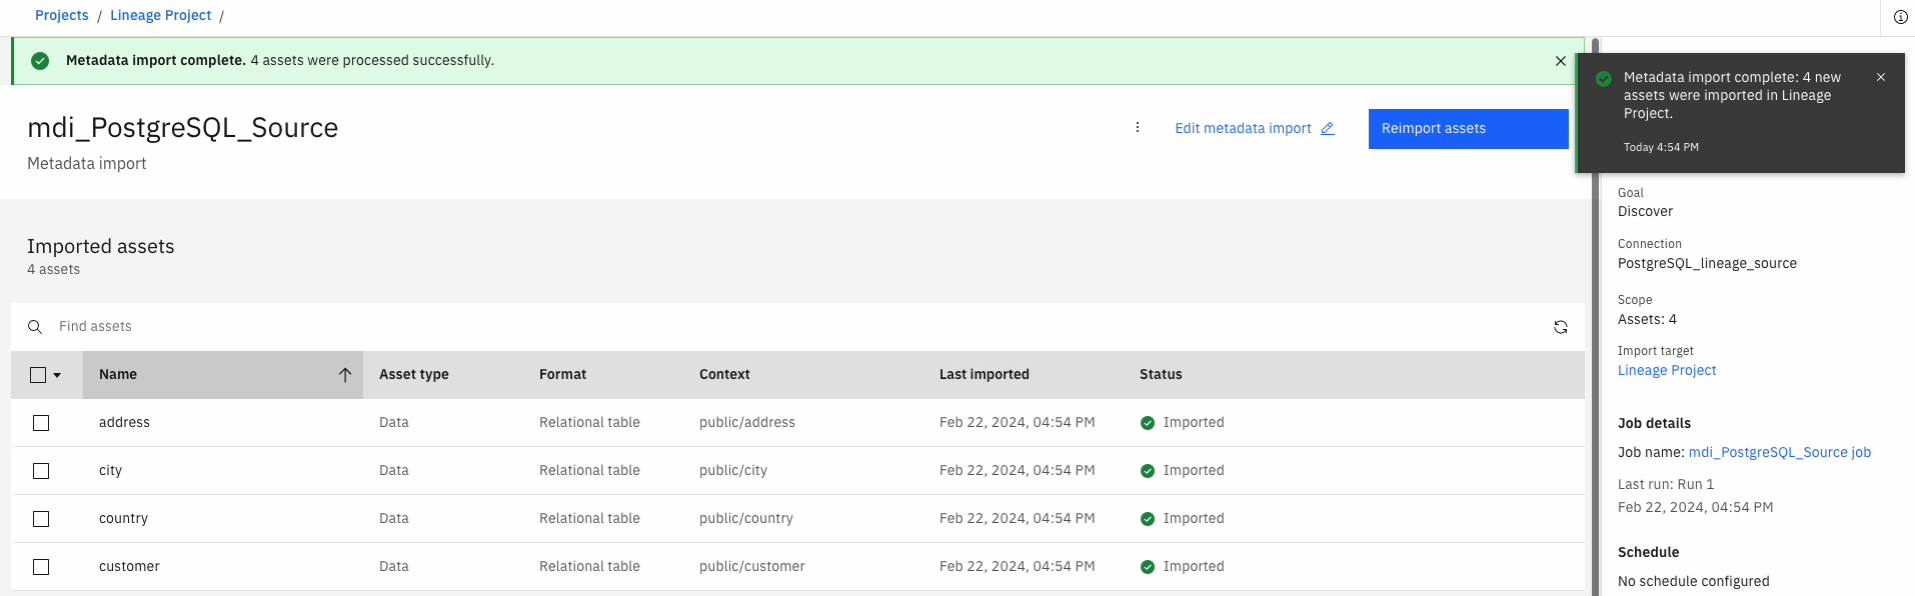 Projects / Lineage Project /
Metadata import complete. 4 assets were processed successfully.
mdi_PostgreSQL_Source
Metadata import
Edit metadata import
Reimport assets
Metadata import complete: 4 new
assets were imported in Lineage
Project.
Today 4:54 PM
Imported assets
4 assets
Find assets
Name Asset type Format Context Last imported Status
address Data Relational table public/address Feb 22, 2024, 04:54 PM Imported
city Data Relational table public/city Feb 22, 2024, 04:54 PM Imported
country Data Relational table public/country Feb 22, 2024, 04:54 PM Imported
customer Data Relational table public/customer Feb 22, 2024, 04:54 PM Imported
Goal
Discover
Connection
PostgreSQL_lineage_source
Scope
Assets: 4
Import target
Lineage Project
Job details
Job name: mdi_PostgreSQL_Source job
Last run: Run 1
Feb 22, 2024, 04:54 PM
Schedule
No schedule configured